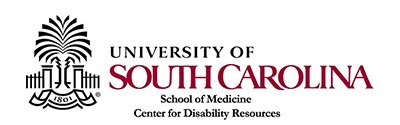 UNIVERSITY OF
SOUTH CAROLINA
1801
®
School of Medicine
Center for Disability Resources